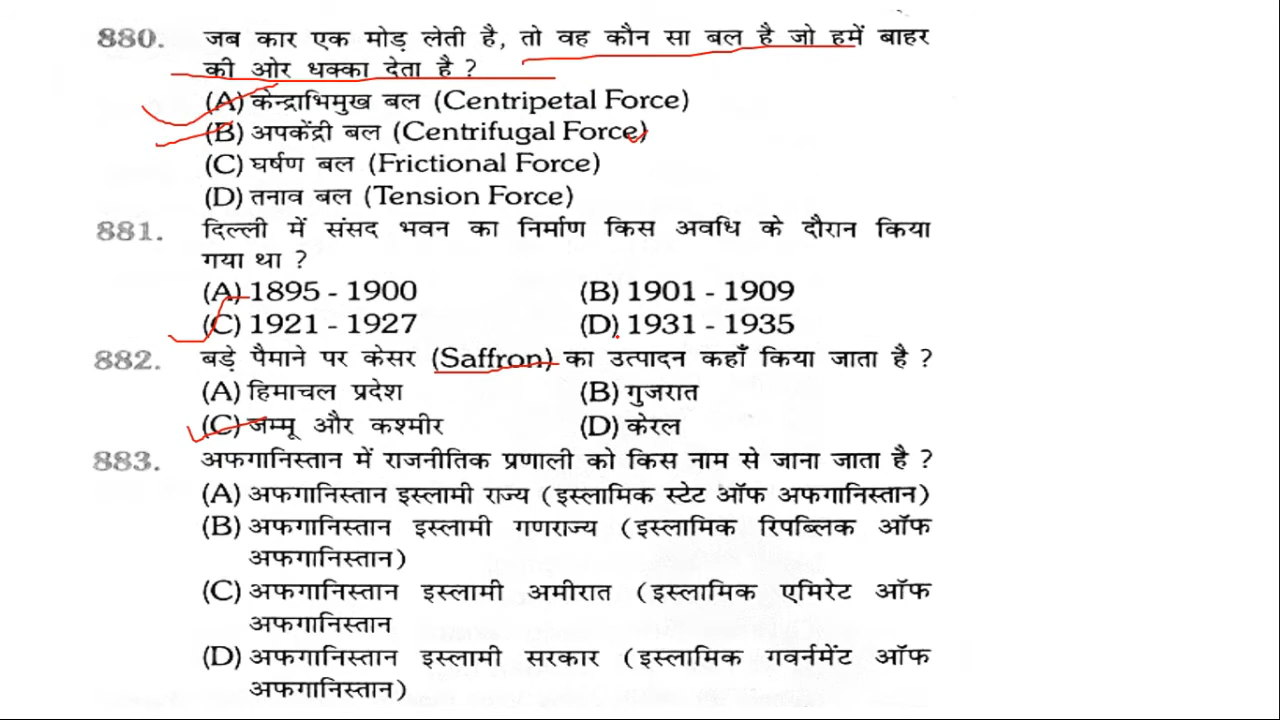 880. जब कार एक मोड़ लेती है, तो वह कौन सा बल है जो हमें बाहर
की ओर धक्का देता है ?
(A) केन्द्राभिमुख बल (Centripetal Force)
(B) अपकेंद्री बल (Centrifugal Force)
(C) घर्षण बल (Frictional Force)
(D) तनाव बल (Tension Force)
881. दिल्ली में संसद भवन का निर्माण किस अवधि के दौरान किया
गया था ?
(A) 1895 - 1900 (B) 1901 - 1909
(C) 1921 - 1927 (D) 1931 - 1935
882. बड़े पैमाने पर केसर (Saffron) का उत्पादन कहाँ किया जाता है ?
(A) हिमाचल प्रदेश (B) गुजरात
(C) जम्मू और कश्मीर (D) केरल
883. अफगानिस्तान में राजनीतिक प्रणाली को किस नाम से जाना जाता है ?
(A) अफगानिस्तान इस्लामी राज्य (इस्लामिक स्टेट ऑफ अफगानिस्तान)
(B) अफगानिस्तान इस्लामी गणराज्य (इस्लामिक रिपब्लिक ऑफ
अफगानिस्तान)
(C) अफगानिस्तान इस्लामी अमीरात (इस्लामिक एमिरेट ऑफ
अफगानिस्तान
(D) अफगानिस्तान इस्लामी सरकार (इस्लामिक गवर्नमेंट ऑफ
अफगानिस्तान)